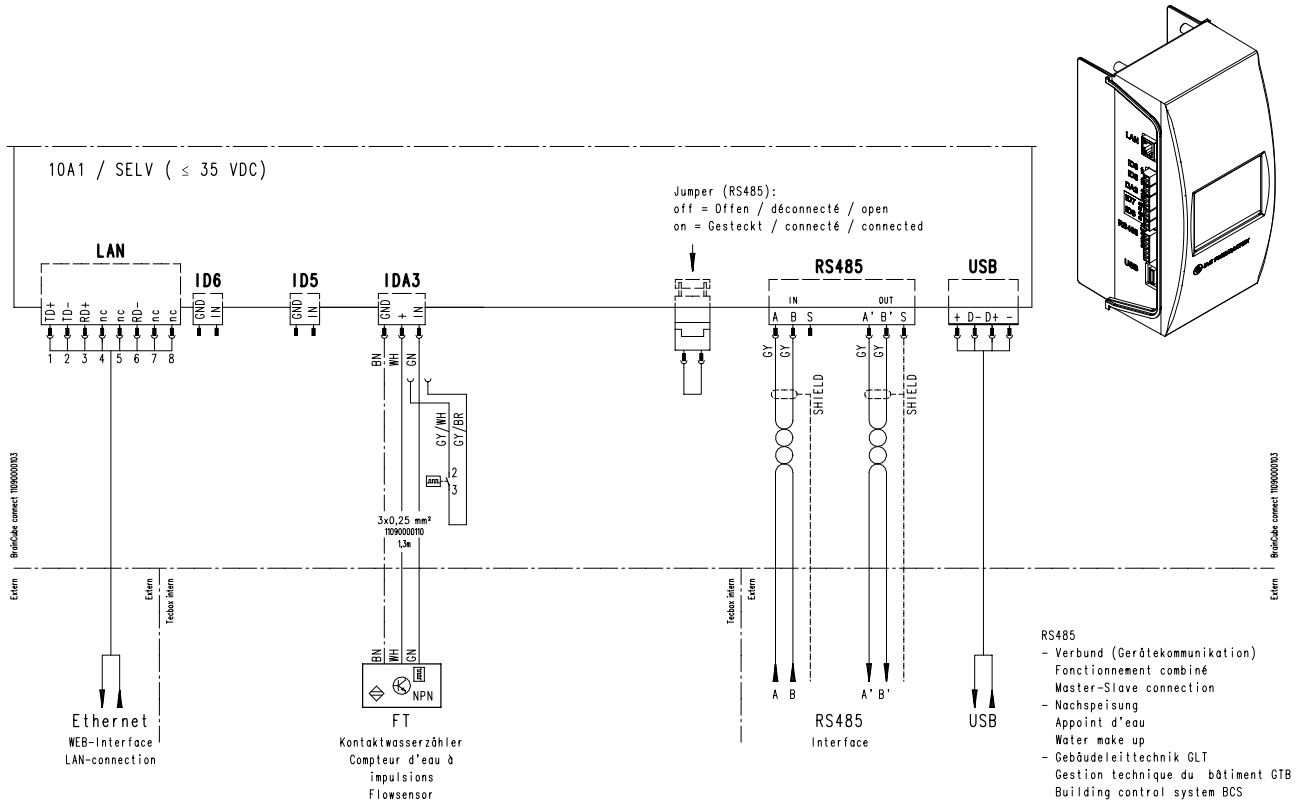 10A1 / SELV ( ≤ 35 VDC)
Jumper (RS485):
off = Offen / déconnecté / open
on = Gesteckt / connecté / connected
LAN
ID6
ID5
IDA3
RS485
USB
TD+ TD- RD+ nc nc RD- nc nc
GND IN
GND IN
GND + IN
IN OUT
A B S A' B' S
+ D- D+ -
1 2 3 4 5 6 7 8
BN WH GN
GY GY GY GY
SHIELD SHIELD
GY/WH
GY/BR
2
3
3x0,25 mm²
11090000110
1,3m
BrainCube connect 11090000103
BrainCube connect 11090000103
Extern
Extern
Tecbox intern
Tecbox intern
Extern
Extern
BN WH GN
NPN
A B A' B'
Ethernet
WEB-Interface
LAN-connection
FT
Kontaktwasserzähler
Compteur d'eau à
impulsions
Flowsensor
RS485
Interface
USB
RS485
- Verbund (Gerätekommunikation)
Fonctionnement combiné
Master-Slave connection
- Nachspeisung
Appoint d'eau
Water make up
- Gebäudeleittechnik GLT
Gestion technique du bâtiment GTB
Building control system BCS
LAN
RS485
USB